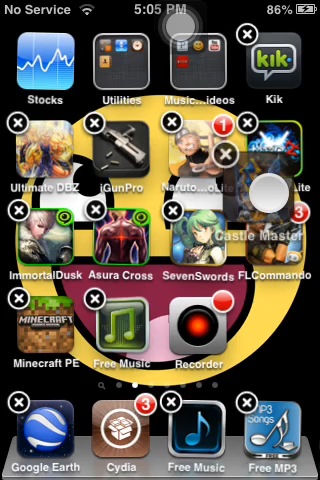 No Service 5:05 PM 86%
Stocks Utilities Music...ideos Kik
kik
1
Ultimate DBZ iGunPro Naruto...oLite
Lite
Castle Master
3
ImmortalDusk Asura Cross SevenSwords FLCommando
MINECRAFT
Minecraft PE Free Music Recorder
3
MP3
Songs
FREE
Google Earth Cydia Free Music Free MP3